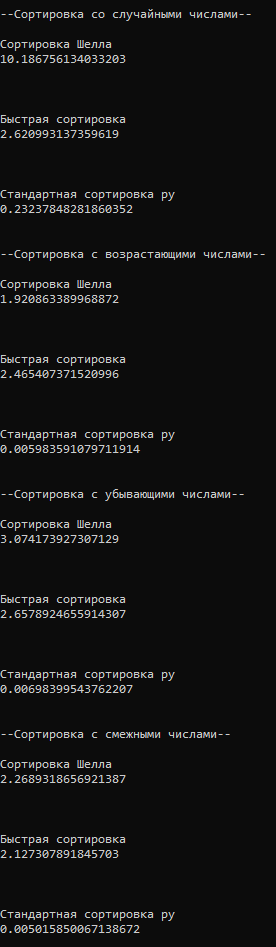 --Сортировка со случайными числами--
Сортировка Шелла
10.186756134033203
Быстрая сортировка
2.620993137359619
Стандартная сортировка py
0.23237848281860352
--Сортировка с возрастающими числами--
Сортировка Шелла
1.920863389968872
Быстрая сортировка
2.465407371520996
Стандартная сортировка py
0.005983591079711914
--Сортировка с убывающими числами--
Сортировка Шелла
3.074173927307129
Быстрая сортировка
2.6578924655914307
Стандартная сортировка py
0.00698399543762207
--Сортировка с смежными числами--
Сортировка Шелла
2.2689318656921387
Быстрая сортировка
2.127307891845703
Стандартная сортировка py
0.005015850067138672